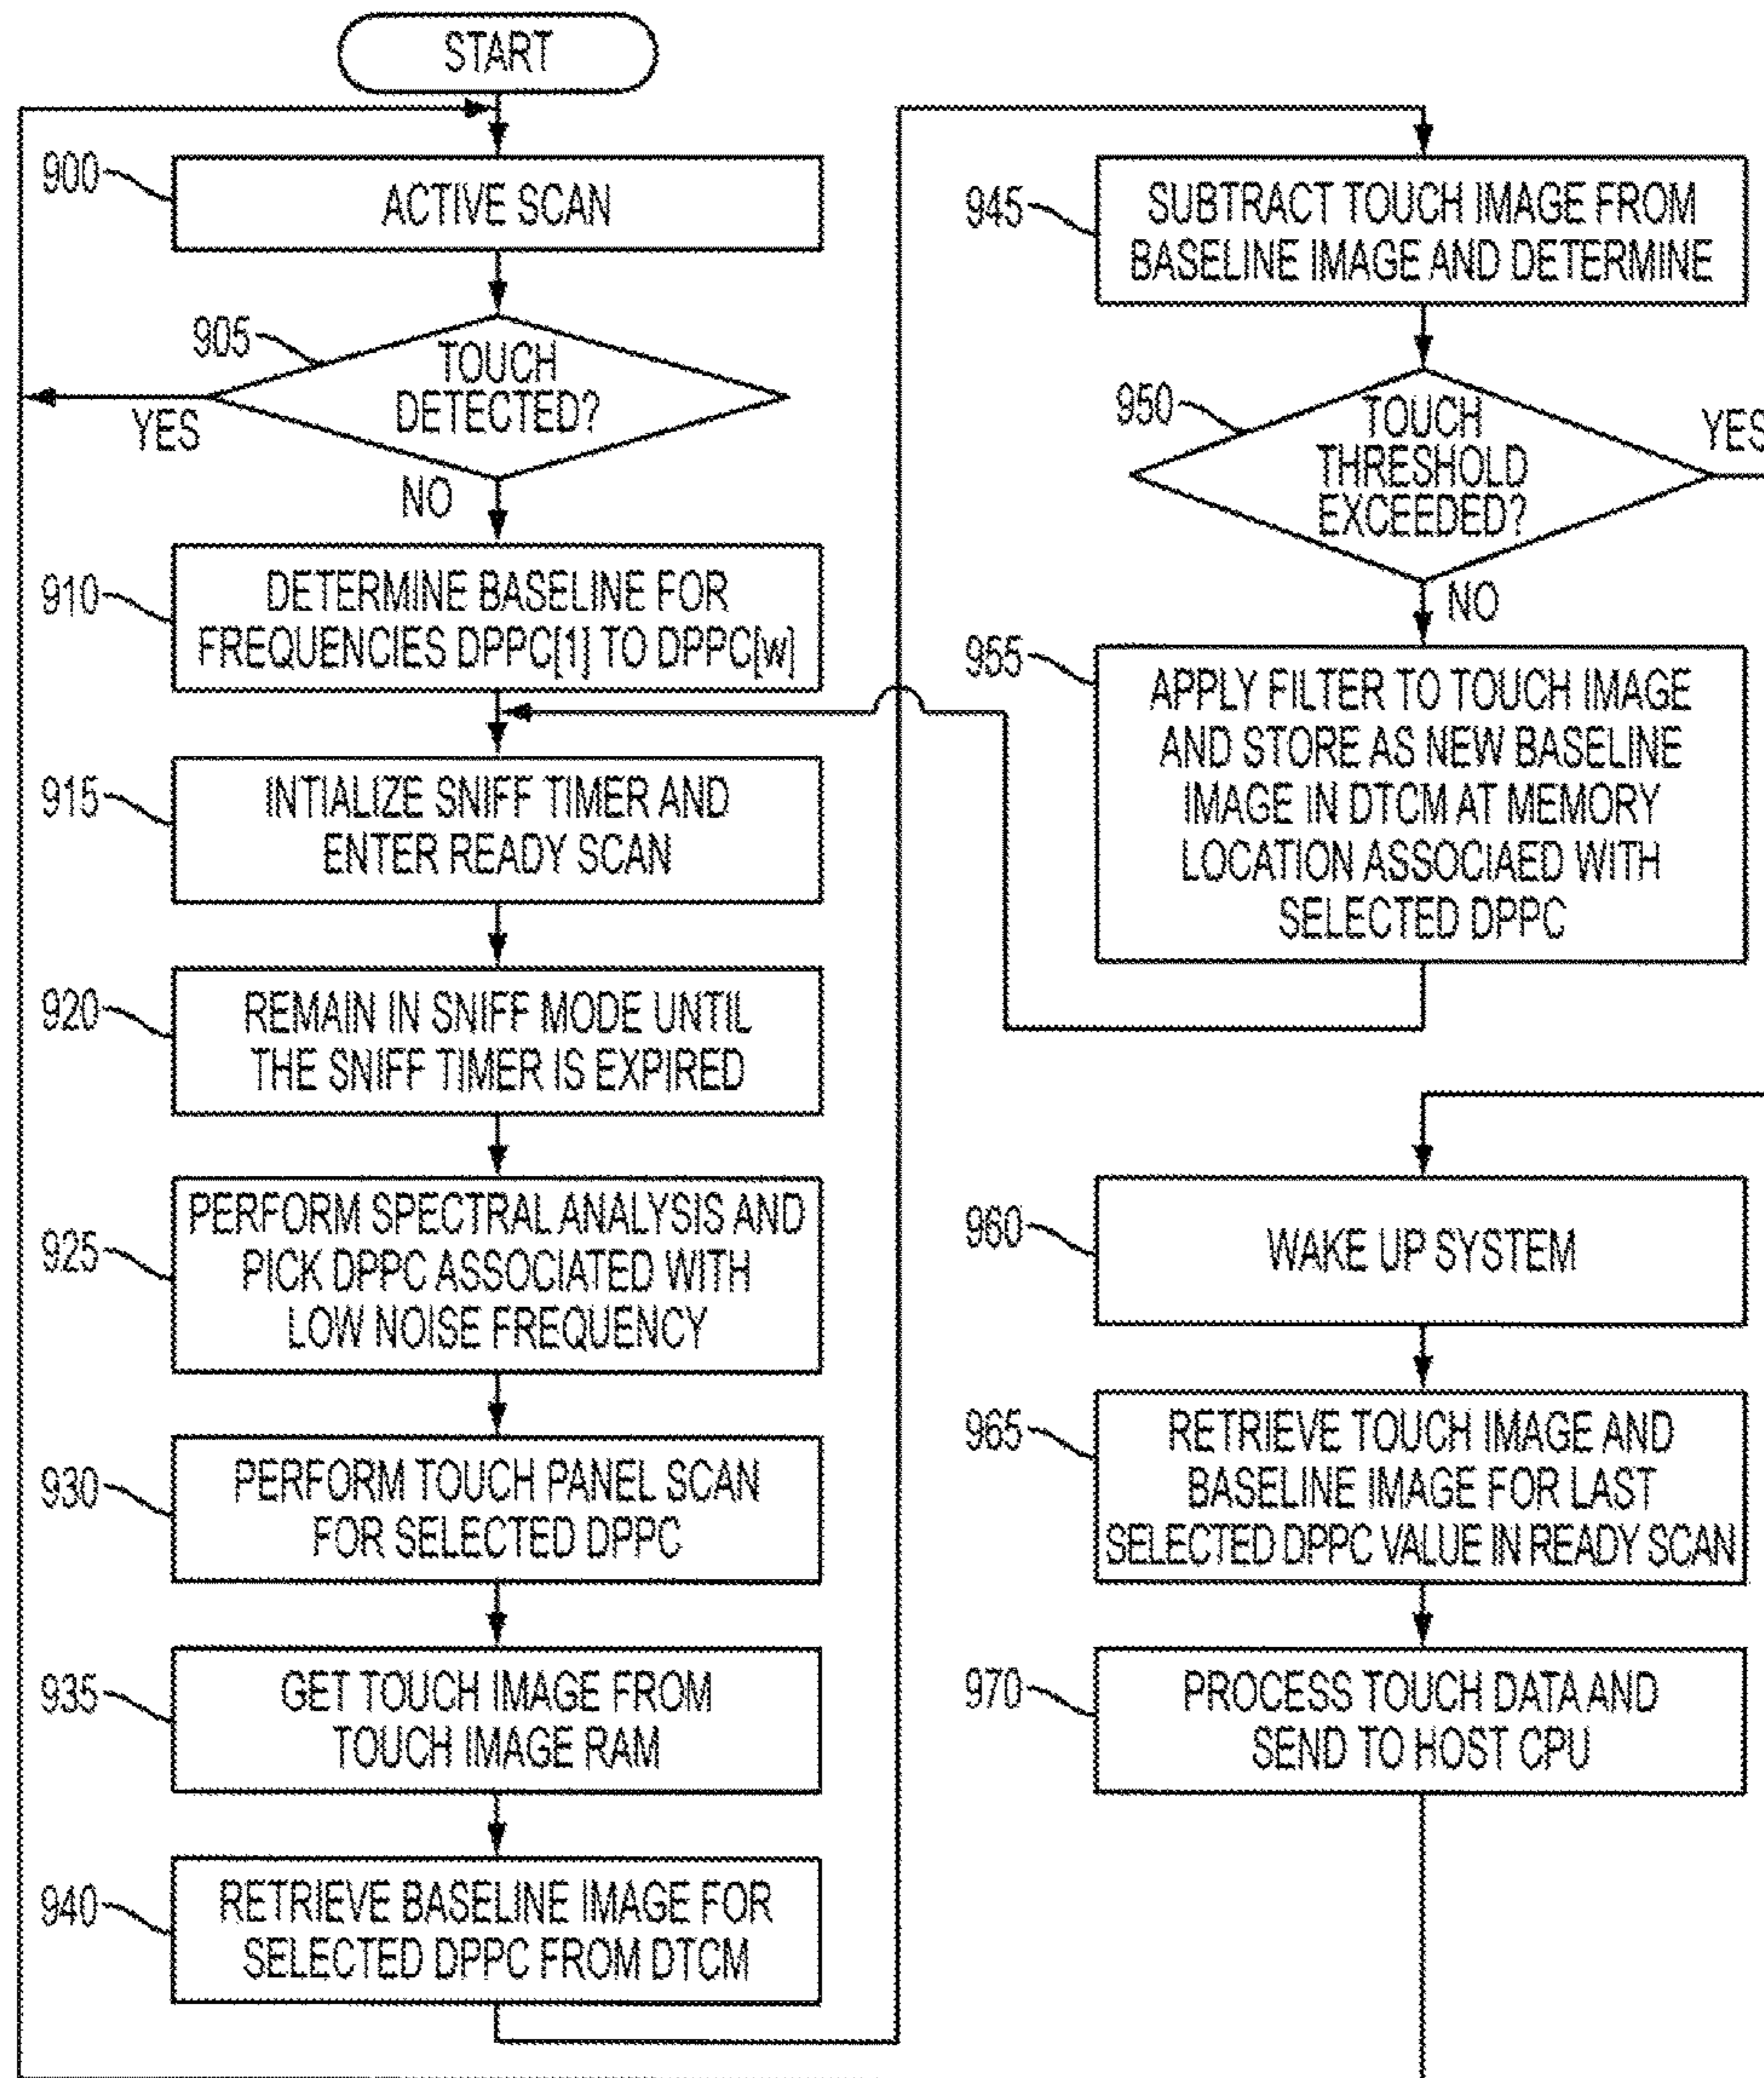 START
900
ACTIVE SCAN
905
TOUCH
DETECTED?
YES
NO
910
DETERMINE BASELINE FOR
FREQUENCIES DPPC[1] TO DPPC[w]
915
INTIALIZE SNIFF TIMER AND
ENTER READY SCAN
920
REMAIN IN SNIFF MODE UNTIL
THE SNIFF TIMER IS EXPIRED
925
PERFORM SPECTRAL ANALYSIS AND
PICK DPPC ASSOCIATED WITH
LOW NOISE FREQUENCY
930
PERFORM TOUCH PANEL SCAN
FOR SELECTED DPPC
935
GET TOUCH IMAGE FROM
TOUCH IMAGE RAM
940
RETRIEVE BASELINE IMAGE FOR
SELECTED DPPC FROM DTCM
945
SUBTRACT TOUCH IMAGE FROM
BASELINE IMAGE AND DETERMINE
950
TOUCH
THRESHOLD
EXCEEDED?
YES
NO
955
APPLY FILTER TO TOUCH IMAGE
AND STORE AS NEW BASELINE
IMAGE IN DTCM AT MEMORY
LOCATION ASSOCIAED WITH
SELECTED DPPC
960
WAKE UP SYSTEM
965
RETRIEVE TOUCH IMAGE AND
BASELINE IMAGE FOR LAST
SELECTED DPPC VALUE IN READY SCAN
970
PROCESS TOUCH DATA AND
SEND TO HOST CPU